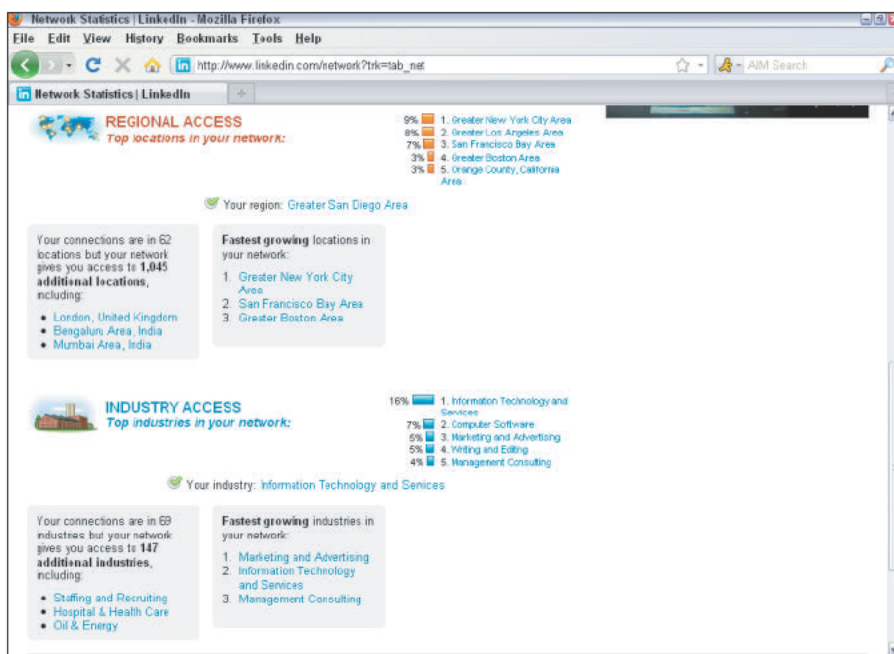 Network Statistics | LinkedIn - Mozilla Firefox
File Edit View History Bookmarks Tools Help
http://www.linkedin.com/network?trk=tab_net
AIM Search
Network Statistics | LinkedIn
REGIONAL ACCESS
Top locations in your network:
9% 1. Greater New York City Area
8% 2. Greater Los Angeles Area
7% 3. San Francisco Bay Area
3% 4. Greater Boston Area
3% 5. Orange County, California
Area
Your region: Greater San Diego Area
Your connections are in 62
locations but your network
gives you access to 1,045
additional locations,
including:
• London, United Kingdom
• Bengaluru Area, India
• Mumbai Area, India
Fastest growing locations in
your network:
1. Greater New York City
Area
2. San Francisco Bay Area
3. Greater Boston Area
INDUSTRY ACCESS
Top industries in your network:
16% 1. Information Technology and
Services
7% 2. Computer Software
5% 3. Marketing and Advertising
5% 4. Writing and Editing
4% 5. Management Consulting
Your industry: Information Technology and Services
Your connections are in 69
industries but your network
gives you access to 147
additional industries,
including:
• Staffing and Recruiting
• Hospital & Health Care
• Oil & Energy
Fastest growing industries in
your network:
1. Marketing and Advertising
2. Information Technology
and Services
3. Management Consulting